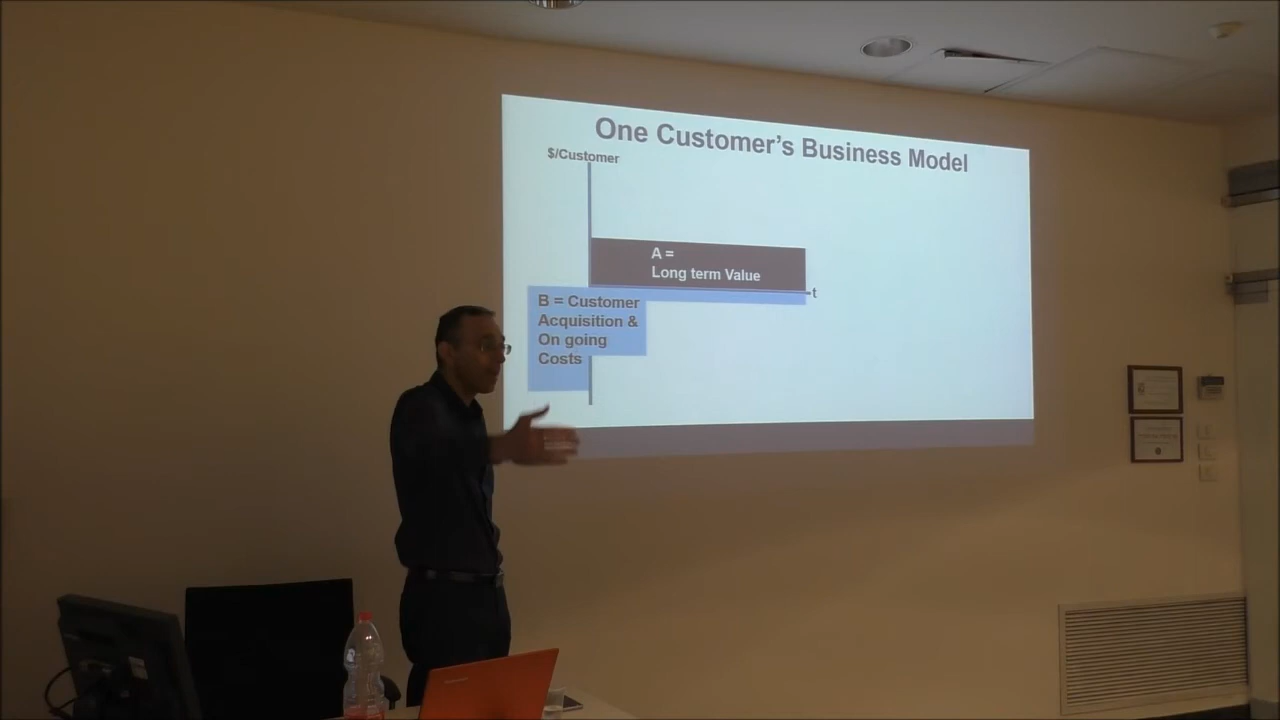 One Customer's Business Model
$/Customer
A =
Long term Value
t
B = Customer
Acquisition &
On going
Costs